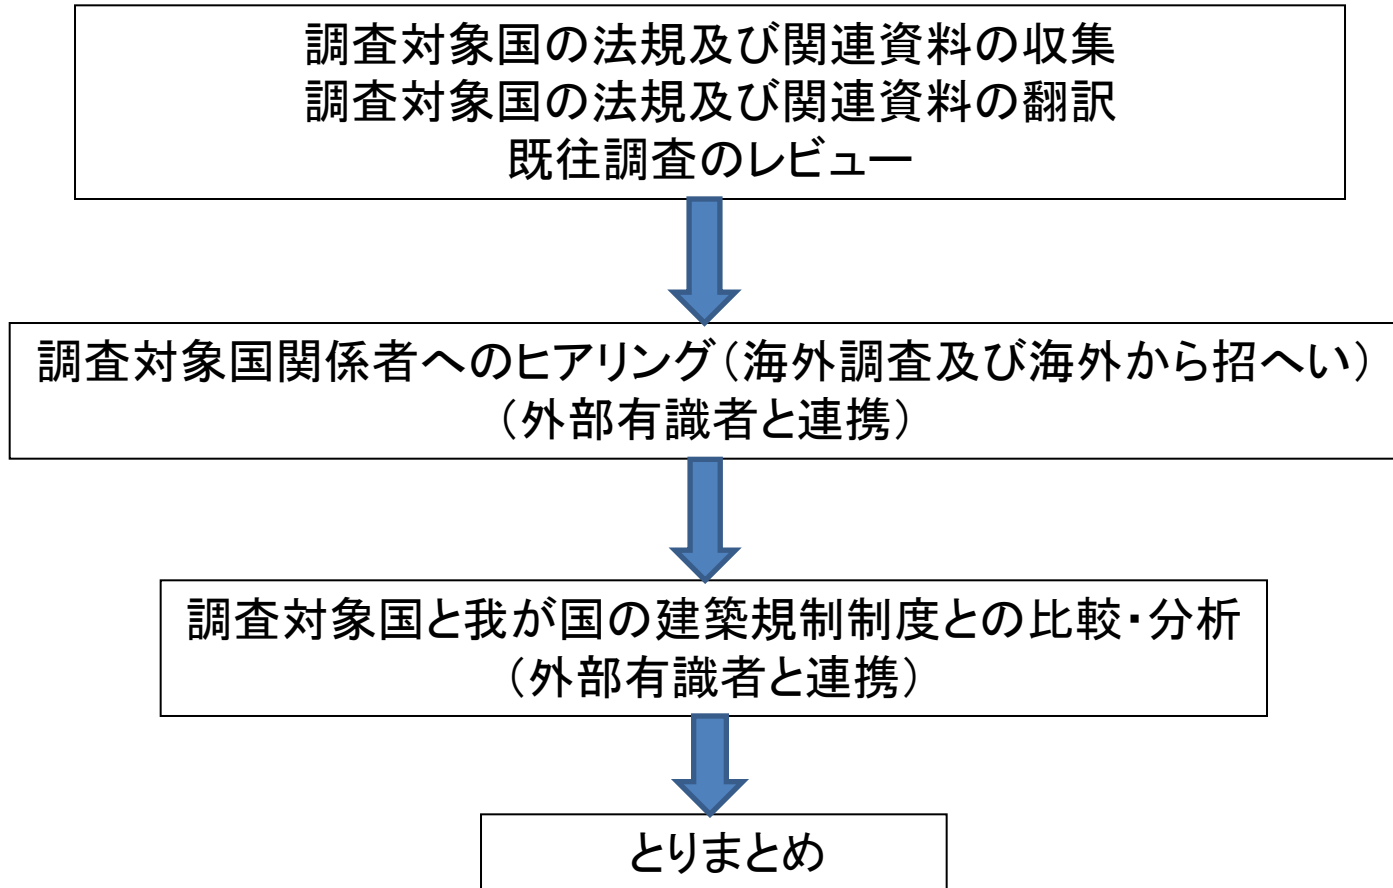 調査対象国の法規及び関連資料の収集
調査対象国の法規及び関連資料の翻訳
既往調査のレビュー
調査対象国関係者へのヒアリング（海外調査及び海外から招へい）
（外部有識者と連携）
調査対象国と我が国の建築規制制度との比較・分析
（外部有識者と連携）
とりまとめ